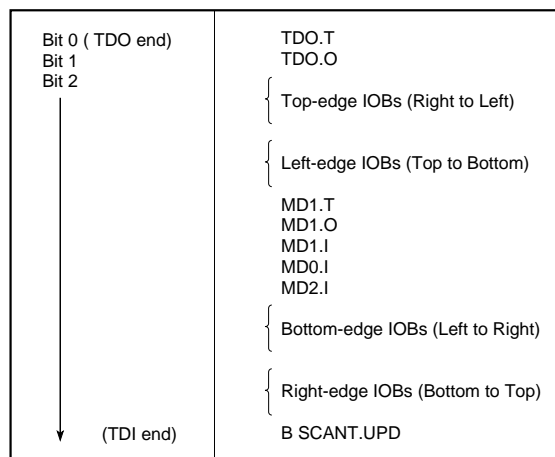 Bit 0 ( TDO end)
Bit 1
Bit 2
(TDI end)
TDO.T
TDO.O
Top-edge IOBs (Right to Left)
Left-edge IOBs (Top to Bottom)
MD1.T
MD1.O
MD1.I
MD0.I
MD2.I
Bottom-edge IOBs (Left to Right)
Right-edge IOBs (Bottom to Top)
B SCANT.UPD